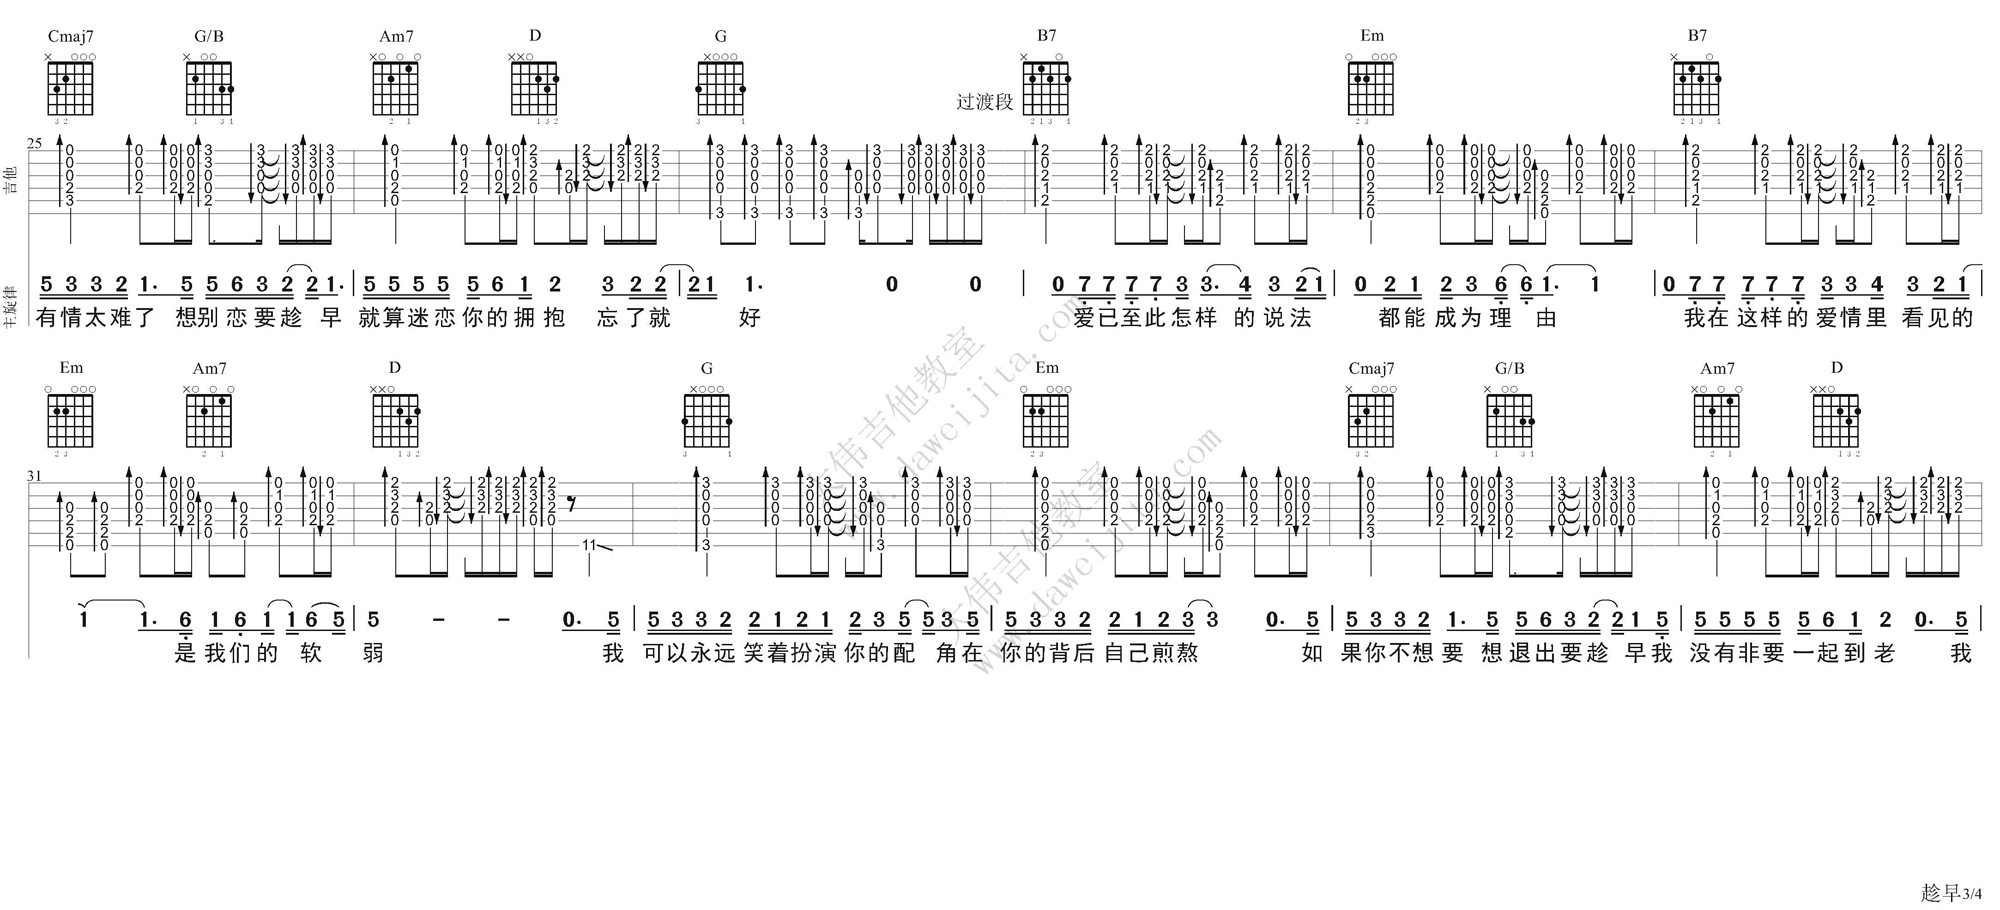 Cmaj7 G/B Am7 D G B7 Em B7
过渡段
25
吉他
主旋律
5 3 3 2 1. 5 5 6 3 2 2 1. 5 5 5 5 5 6 1 2 3 2 2 2 1 1. 0 0 0 7 7 7 7 3 3. 4 3 2 1 0 2 1 2 3 6 6 1. 1 0 7 7 7 7 7 3 3 4 3 2 1
有情太难了 想别恋要趁 早 就算迷恋你的拥抱 忘了就 好 爱已至此怎样 的说法 都能成为理 由 我在这样的爱情里 看见的
Em Am7 D G Em Cmaj7 G/B Am7 D
31
11
1 1. 6 1 6 1 1 6 5 5 - - 0. 5 5 3 3 2 2 1 2 1 2 3 5 5 3 5 5 3 3 2 2 1 2 3 3 0. 5 5 3 3 2 1. 5 5 6 3 2 2 1 5 5 5 5 5 5 6 1 2 0. 5
是我们的 软 弱 我 可以永远笑着扮演你的配 角在 你的背后自己煎熬 如 果你不想要 想退出要趁 早我 没有非要一起到老 我
大伟吉他教室
www.daweijita.com
大伟吉他教室
www.daweijita.com
趁早3/4